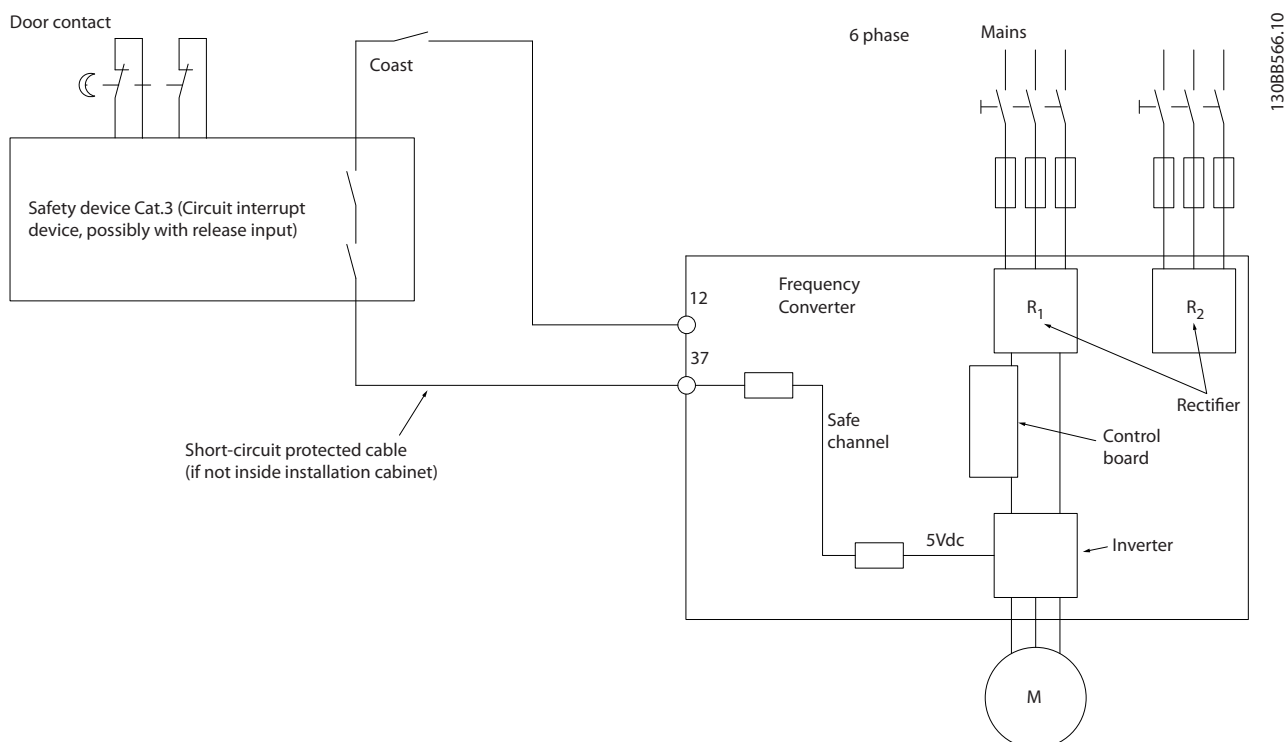 Door contact
Coast
6 phase
Mains
130BB566.10
Safety device Cat.3 (Circuit interrupt
device, possibly with release input)
12
Frequency
Converter
R1
R2
37
Rectifier
Safe
channel
Control
board
Short-circuit protected cable
(if not inside installation cabinet)
5Vdc
Inverter
M